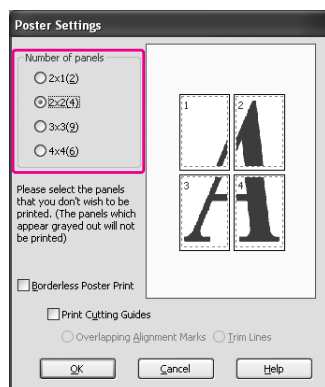 Poster Settings
Number of panels
2x1(2)
2x2(4)
3x3(9)
4x4(6)
1
2
3
4
Please select the panels
that you don't wish to be
printed. (The panels which
appear grayed out will not
be printed)
Borderless Poster Print
Print Cutting Guides
Overlapping Alignment Marks
Trim Lines
OK
Cancel
Help